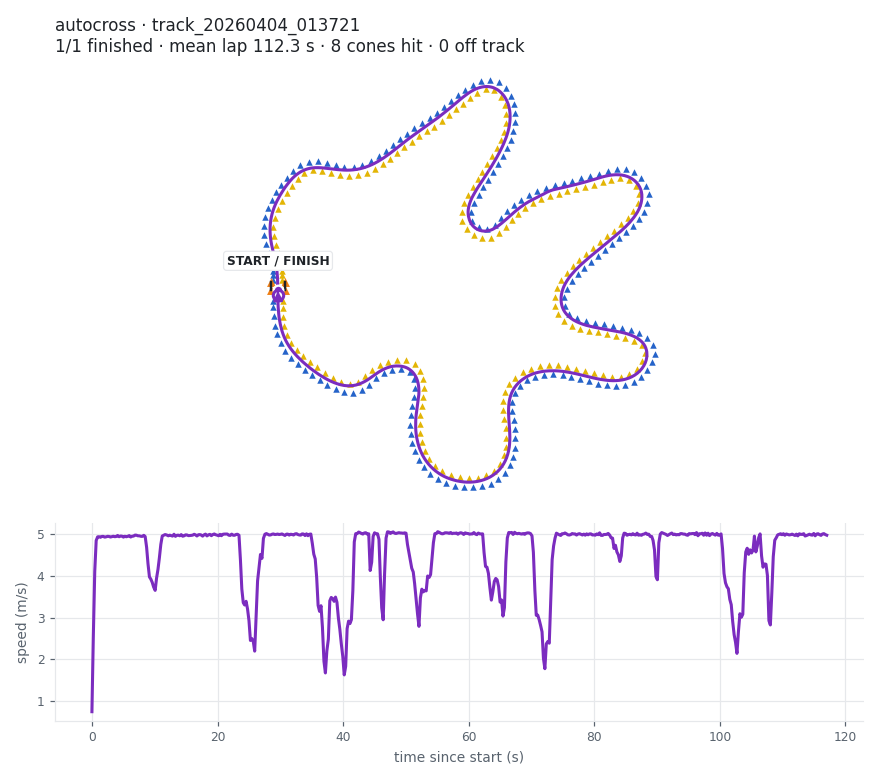 autocross · track_20260404_013721
1/1 finished · mean lap 112.3 s · 8 cones hit · 0 off track
START / FINISH
5
4
3
2
1
speed (m/s)
0 20 40 60 80 100 120
time since start (s)